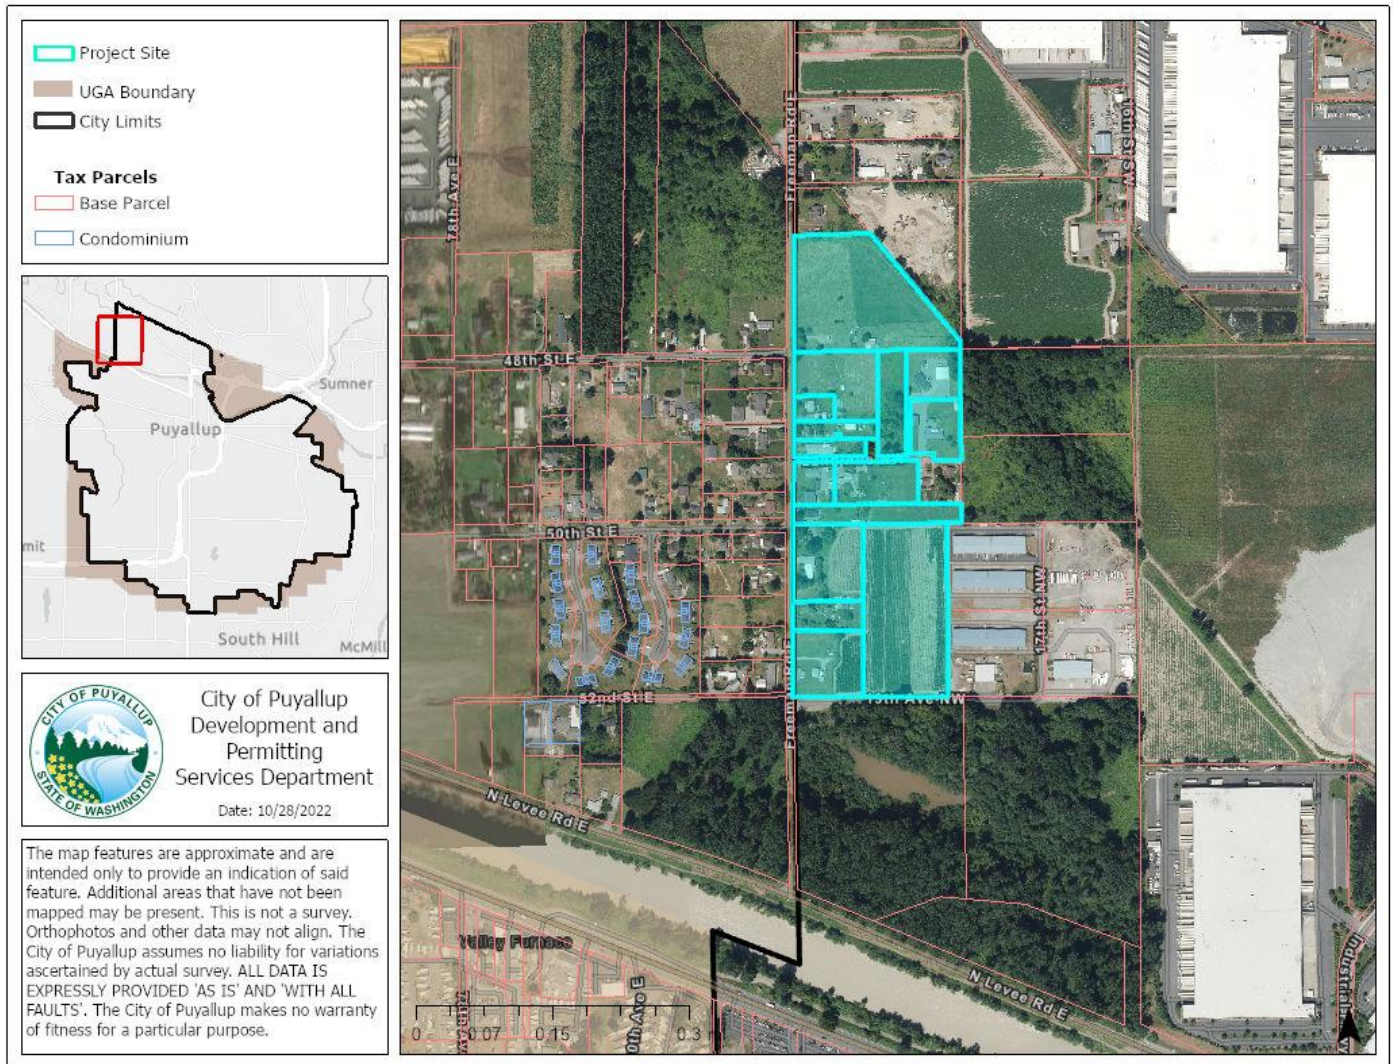 Project Site
UGA Boundary
City Limits
Tax Parcels
Base Parcel
Condominium
Sumner
Puyallup
mit
6
South Hill
McMill
CITY OF PUYALLUP
STATE OF WASHINGTON
City of Puyallup
Development and
Permitting
Services Department
Date: 10/28/2022
The map features are approximate and are
intended only to provide an indication of said
feature. Additional areas that have not been
mapped may be present. This is not a survey.
Orthophotos and other data may not align. The
City of Puyallup assumes no liability for variations
ascertained by actual survey. ALL DATA IS
EXPRESSLY PROVIDED 'AS IS' AND 'WITH ALL
FAULTS'. The City of Puyallup makes no warranty
of fitness for a particular purpose.
78th Ave E
Freeman Rd E
48th St E
50th St E
17th St NW
52nd St E
Freeman Rd E
N Levee Rd E
Valley Furnace
N Levee Rd E
0 0.07 0.15 0.3